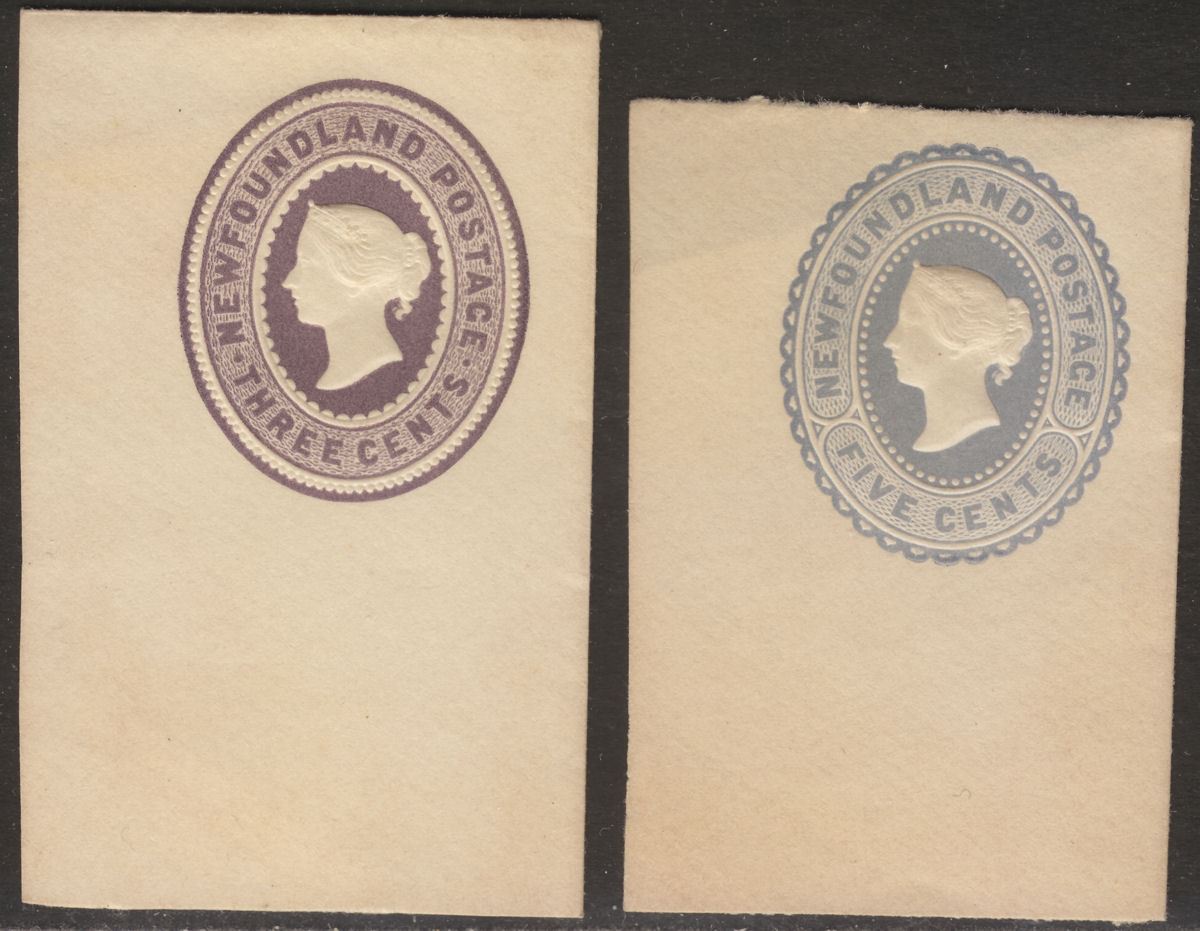 NEWFOUNDLAND POSTAGE
THREE CENTS
NEWFOUNDLAND POSTAGE
FIVE CENTS